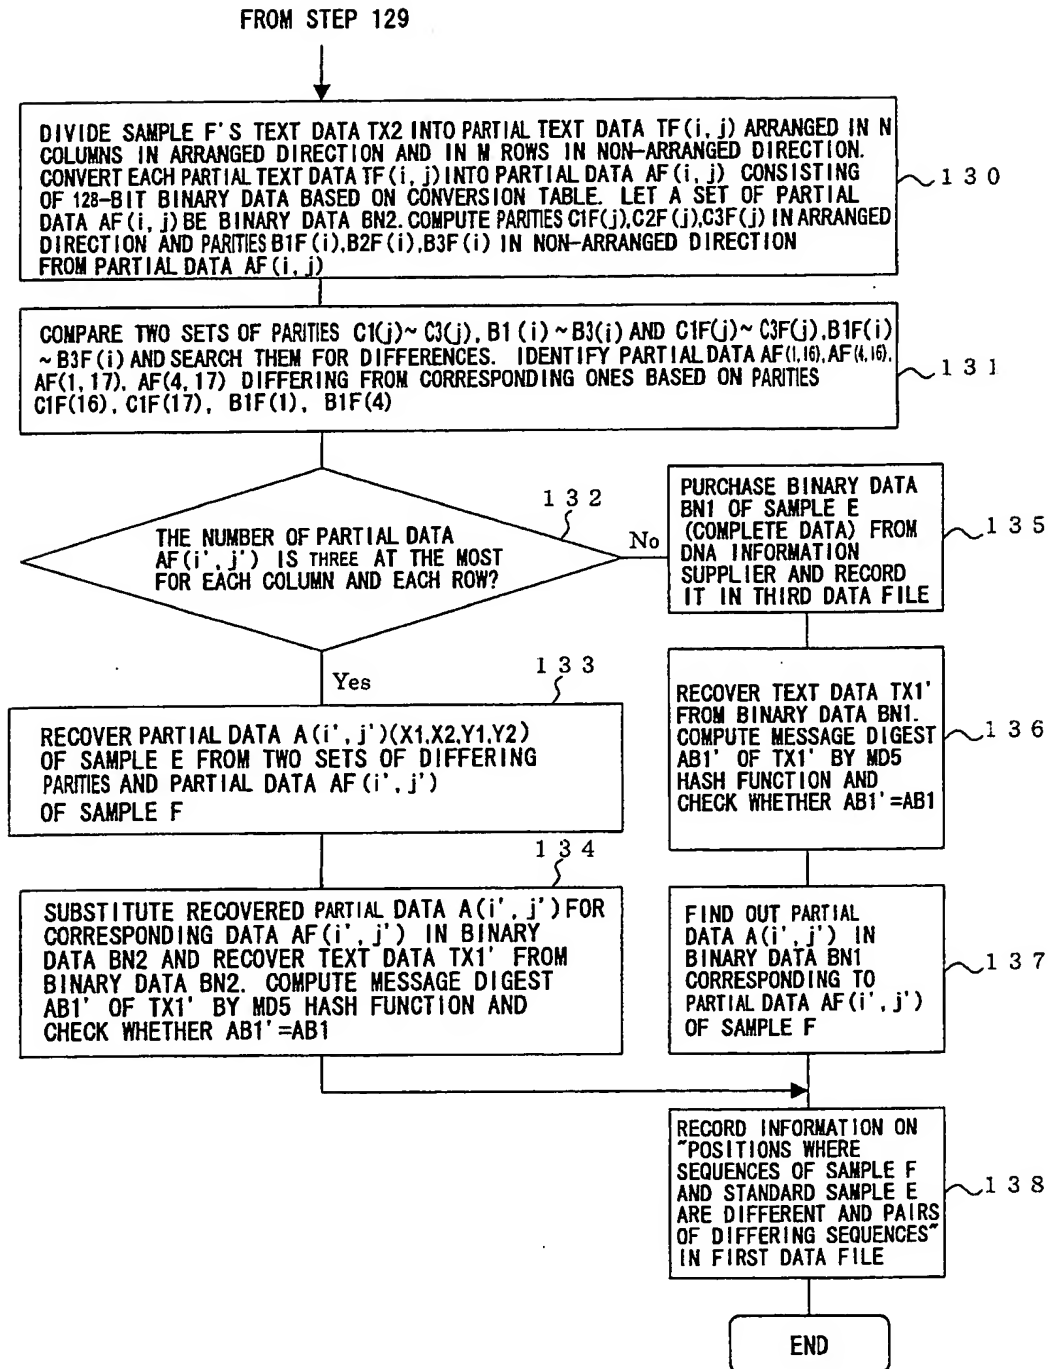 FROM STEP 129
DIVIDE SAMPLE F'S TEXT DATA TX2 INTO PARTIAL TEXT DATA TF(i, j) ARRANGED IN N
COLUMNS IN ARRANGED DIRECTION AND IN M ROWS IN NON-ARRANGED DIRECTION.
CONVERT EACH PARTIAL TEXT DATA TF(i, j) INTO PARTIAL DATA AF(i, j) CONSISTING
OF 128-BIT BINARY DATA BASED ON CONVERSION TABLE. LET A SET OF PARTIAL
DATA AF(i, j) BE BINARY DATA BN2. COMPUTE PARITIES C1F(j), C2F(j), C3F(j) IN ARRANGED
DIRECTION AND PARITIES B1F(i), B2F(i), B3F(i) IN NON-ARRANGED DIRECTION
FROM PARTIAL DATA AF(i, j)
130
COMPARE TWO SETS OF PARITIES C1(j)~ C3(j), B1(i)~B3(i) AND C1F(j)~ C3F(j), B1F(i)
~B3F(i) AND SEARCH THEM FOR DIFFERENCES. IDENTIFY PARTIAL DATA AF(1,16), AF(4,16),
AF(1, 17), AF(4, 17) DIFFERING FROM CORRESPONDING ONES BASED ON PARITIES
C1F(16), C1F(17), B1F(1), B1F(4)
131
132
THE NUMBER OF PARTIAL DATA
AF(i', j') IS THREE AT THE MOST
FOR EACH COLUMN AND EACH ROW?
No
Yes
PURCHASE BINARY DATA
BN1 OF SAMPLE E
(COMPLETE DATA) FROM
DNA INFORMATION
SUPPLIER AND RECORD
IT IN THIRD DATA FILE
135
133
RECOVER PARTIAL DATA A(i', j')(X1,X2,Y1,Y2)
OF SAMPLE E FROM TWO SETS OF DIFFERING
PARITIES AND PARTIAL DATA AF(i', j')
OF SAMPLE F
RECOVER TEXT DATA TX1'
FROM BINARY DATA BN1.
COMPUTE MESSAGE DIGEST
AB1' OF TX1' BY MD5
HASH FUNCTION AND
CHECK WHETHER AB1'=AB1
136
134
SUBSTITUTE RECOVERED PARTIAL DATA A(i', j') FOR
CORRESPONDING DATA AF(i', j') IN BINARY
DATA BN2 AND RECOVER TEXT DATA TX1' FROM
BINARY DATA BN2. COMPUTE MESSAGE DIGEST
AB1' OF TX1' BY MD5 HASH FUNCTION AND
CHECK WHETHER AB1'=AB1
FIND OUT PARTIAL
DATA A(i', j') IN
BINARY DATA BN1
CORRESPONDING TO
PARTIAL DATA AF(i', j')
OF SAMPLE F
137
RECORD INFORMATION ON
"POSITIONS WHERE
SEQUENCES OF SAMPLE F
AND STANDARD SAMPLE E
ARE DIFFERENT AND PAIRS
OF DIFFERING SEQUENCES"
IN FIRST DATA FILE
138
END